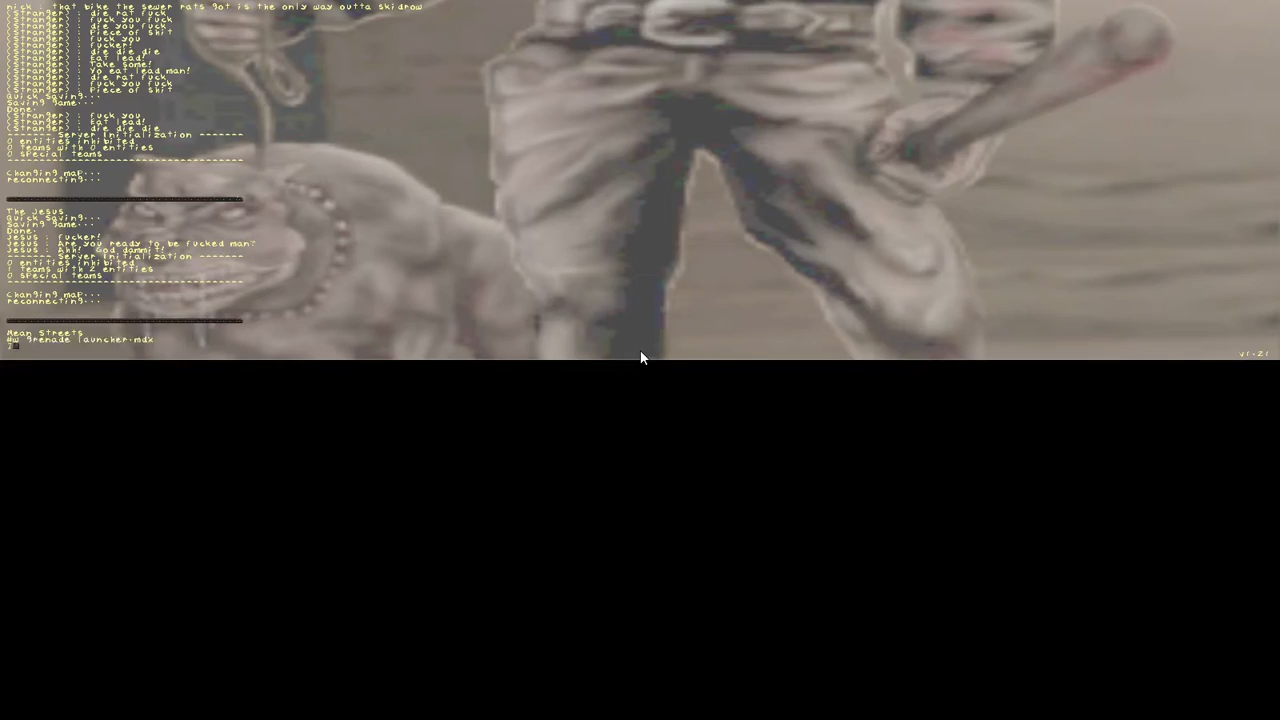 nick : that bike the sewer rats got is the only way outta skidrow
(Stranger) : die rat fuck
(Stranger) : fuck you fuck
(Stranger) : die you fuck
(Stranger) : Piece of shit
(Stranger) : fuck you
(Stranger) : fucker!
(Stranger) : die die die
(Stranger) : Eat lead!
(Stranger) : Take some!
(Stranger) : Yo eat lead man!
(Stranger) : die rat fuck
(Stranger) : fuck you fuck
(Stranger) : Piece of shit
Quick Saving...
Saving game...
Done.
(Stranger) : fuck you
(Stranger) : Eat lead!
(Stranger) : die die die
------- Server Initialization -------
0 entities inhibited
0 teams with 0 entities
0 special teams
-------------------------------------
Changing map...
reconnecting...
The Jesus
Quick Saving...
Saving game...
Done.
Jesus : fucker!
Jesus : Are you ready to be fucked man?
Jesus : Ahh! God dammit!
------- Server Initialization -------
0 entities inhibited
1 teams with 2 entities
0 special teams
-------------------------------------
Changing map...
reconnecting...
Mean Streets
Hw grenade launcher.mdx
]
v1.21